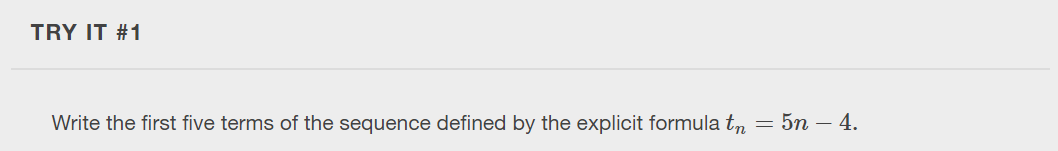 TRY IT #1
Write the first five terms of the sequence defined by the explicit formula tₙ = 5n − 4.